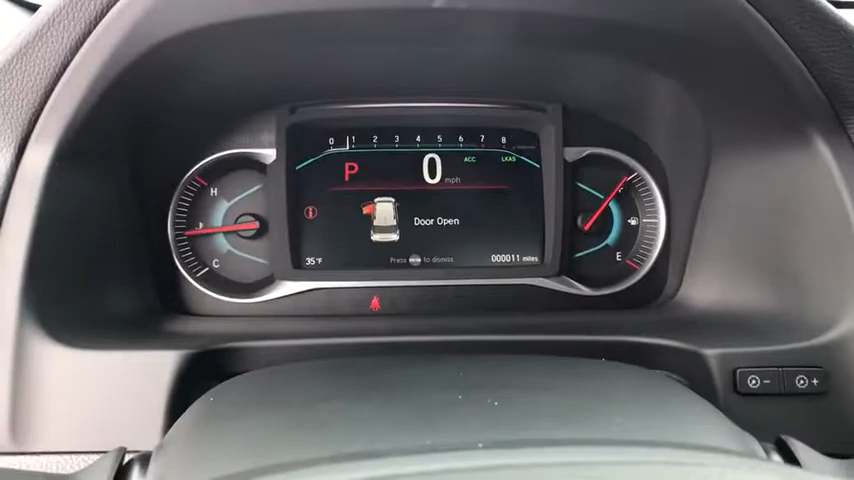 0 1 2 3 4 5 6 7 8
P 0 mph ACC LKAS
H
i
Door Open
C
E
35°F
Press ENTER to dismiss
000011 miles
- +